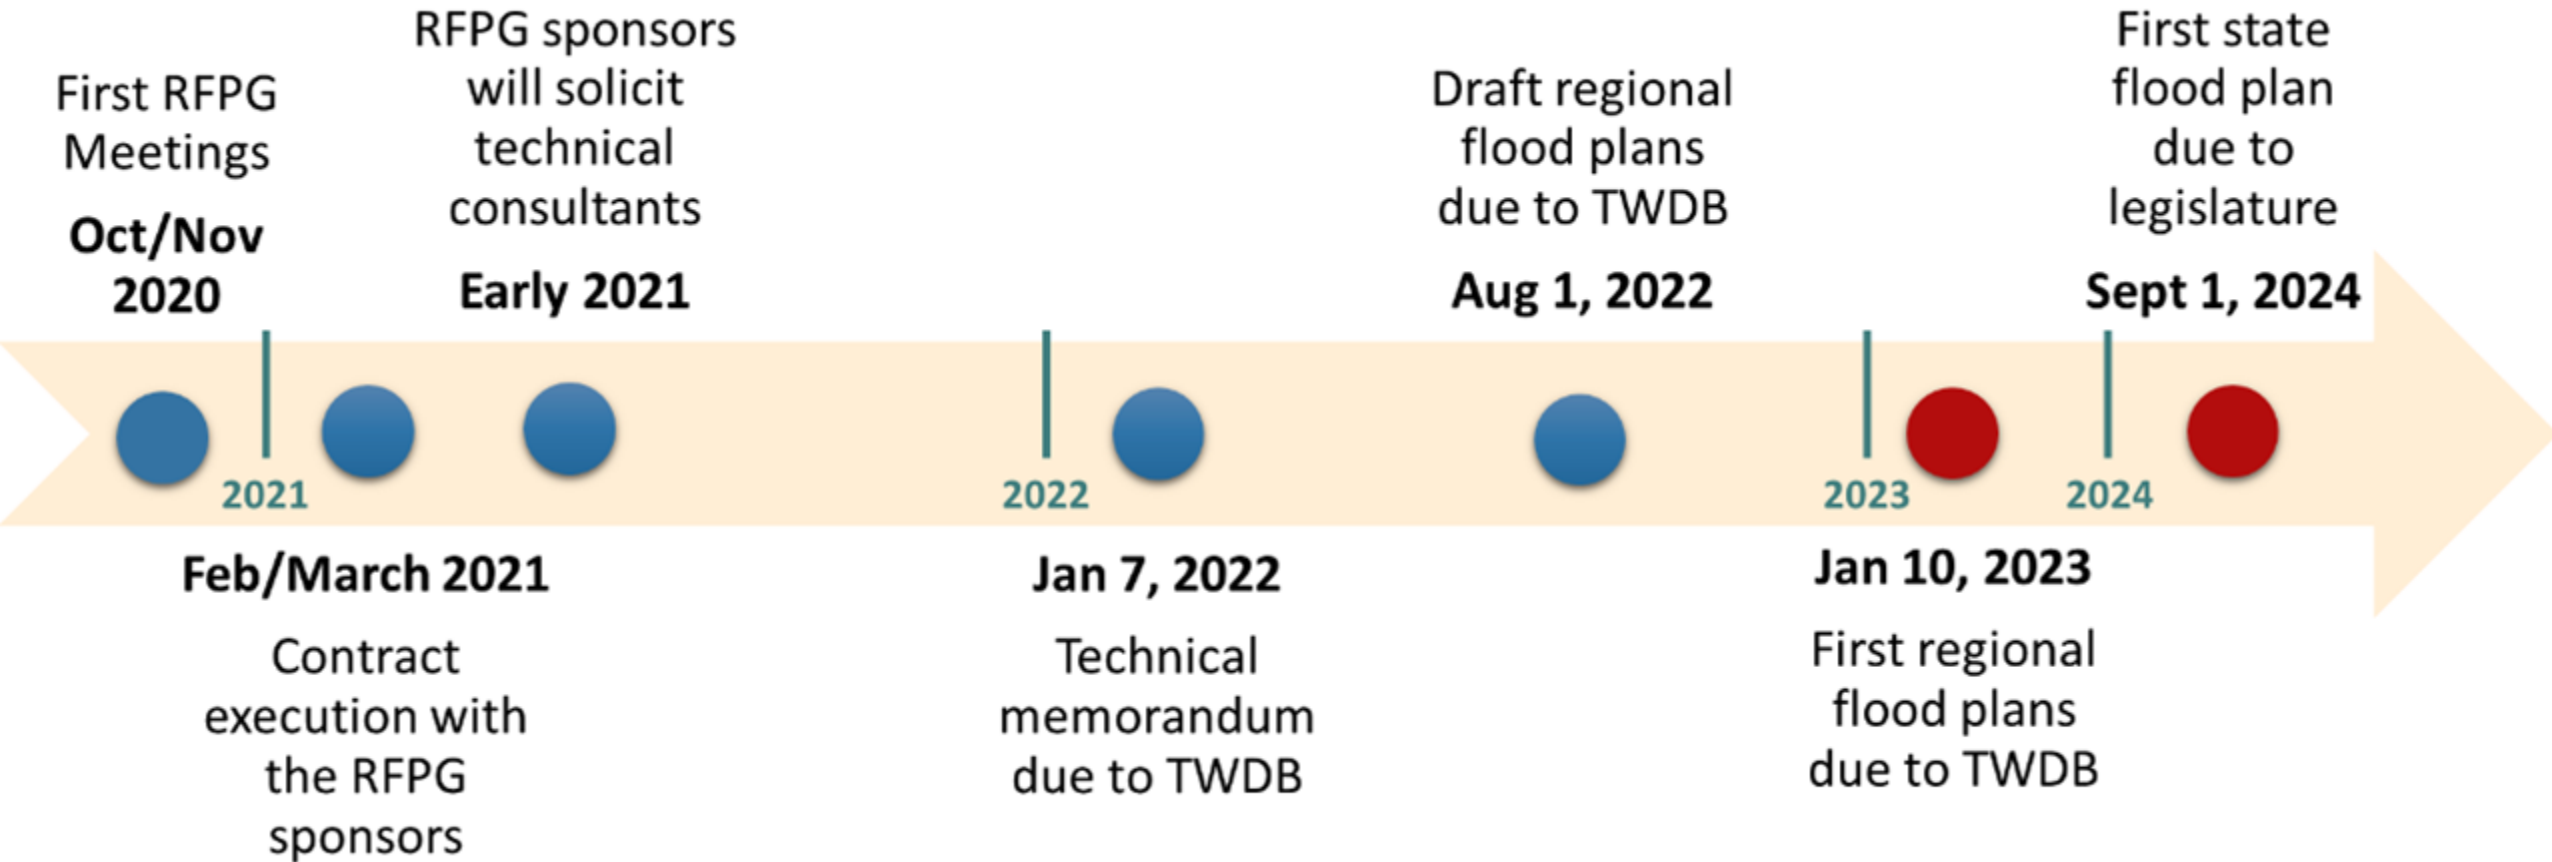 First RFPG
Meetings
Oct/Nov
2020
RFPG sponsors
will solicit
technical
consultants
Early 2021
Draft regional
flood plans
due to TWDB
Aug 1, 2022
First state
flood plan
due to
legislature
Sept 1, 2024
2021
2022
2023
2024
Feb/March 2021
Contract
execution with
the RFPG
sponsors
Jan 7, 2022
Technical
memorandum
due to TWDB
Jan 10, 2023
First regional
flood plans
due to TWDB